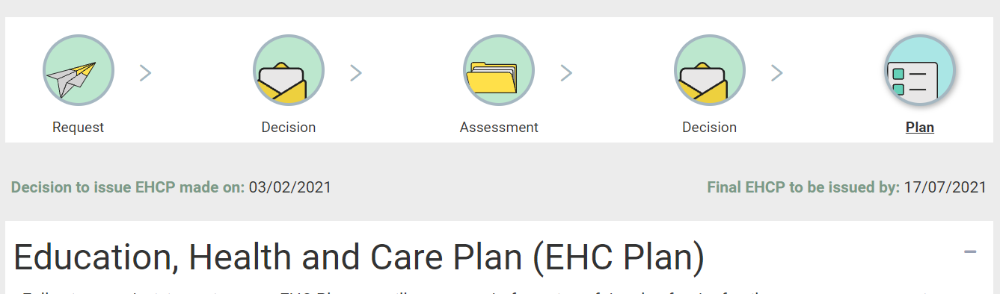 Request
Decision
Assessment
Decision
Plan
Decision to issue EHCP made on: 03/02/2021
Final EHCP to be issued by: 17/07/2021
Education, Health and Care Plan (EHC Plan)